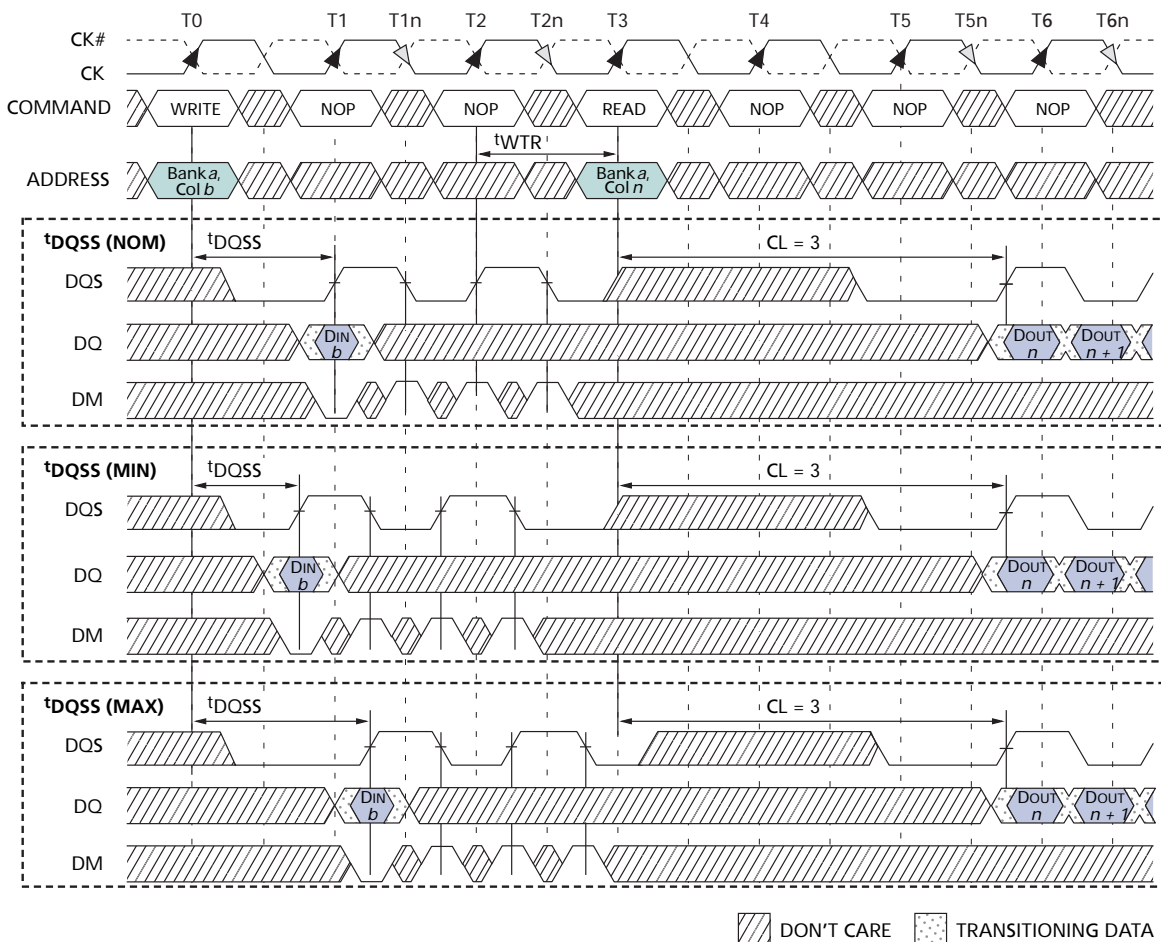 T0 T1 T1n T2 T2n T3 T4 T5 T5n T6 T6n
CK#
CK
COMMAND WRITE NOP NOP READ NOP NOP NOP
tWTR
ADDRESS Bank a, Col b Bank a, Col n
tDQSS (NOM) tDQSS CL = 3
DQS
DQ DIN b DOUT n DOUT n + 1
DM
tDQSS (MIN) tDQSS CL = 3
DQS
DQ DIN b DOUT n DOUT n + 1
DM
tDQSS (MAX) tDQSS CL = 3
DQS
DQ DIN b DOUT n DOUT n + 1
DM
DON'T CARE TRANSITIONING DATA